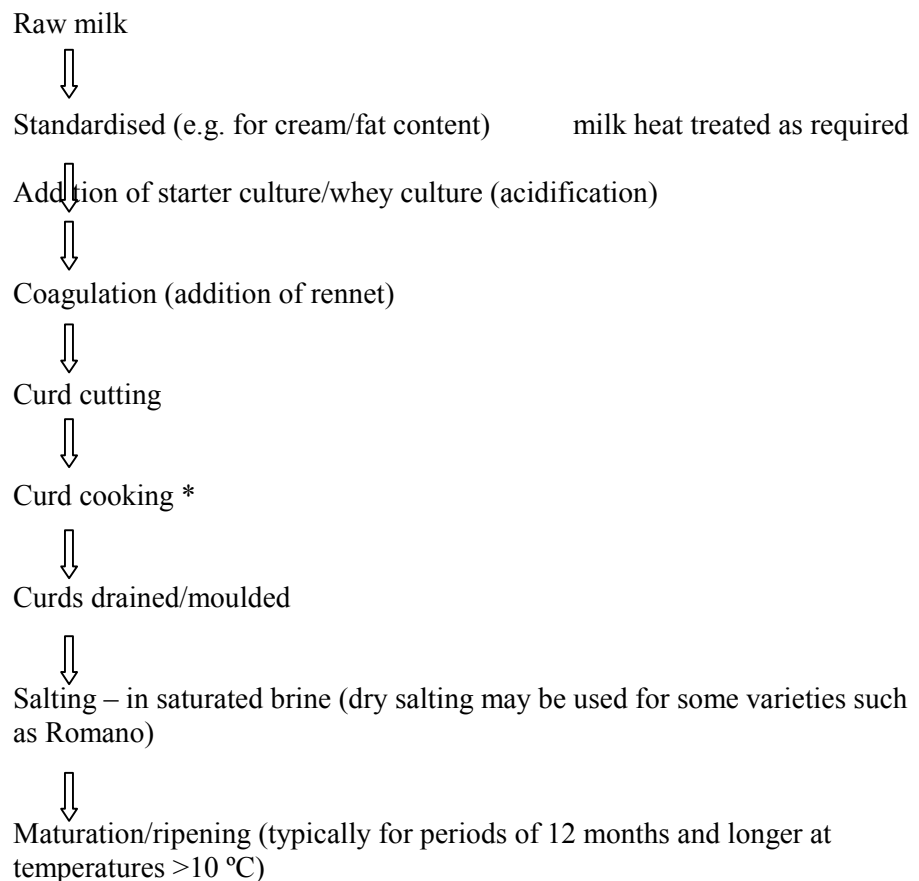 Raw milk
Standardised (e.g. for cream/fat content) milk heat treated as required
Addition of starter culture/whey culture (acidification)
Coagulation (addition of rennet)
Curd cutting
Curd cooking *
Curds drained/moulded
Salting – in saturated brine (dry salting may be used for some varieties such
as Romano)
Maturation/ripening (typically for periods of 12 months and longer at
temperatures >10 ºC)